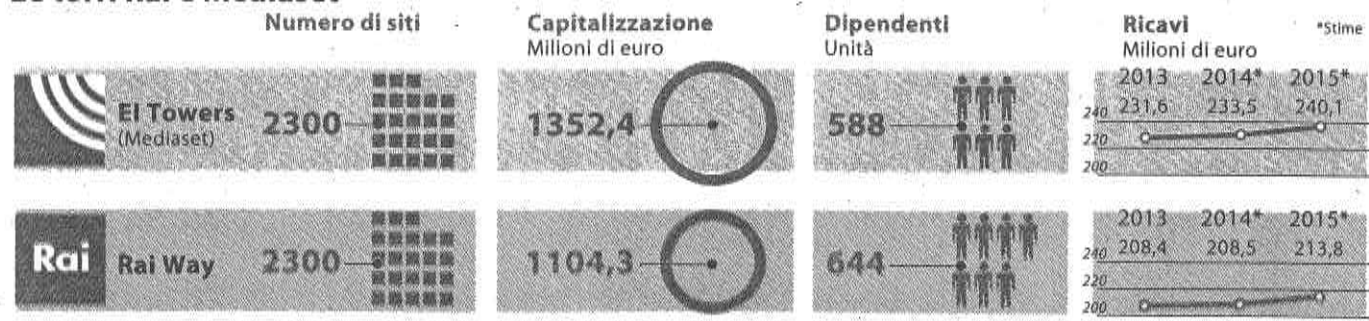 Numero di siti
Capitalizzazione
Milioni di euro
Dipendenti
Unità
Ricavi
*Stime
Milioni di euro
EI Towers
(Mediaset)
2300
1352,4
588
2013 2014* 2015*
231,6 233,5 240,1
240
220
200
Rai
Rai Way
2300
1104,3
644
2013 2014* 2015*
208,4 208,5 213,8
240
220
200